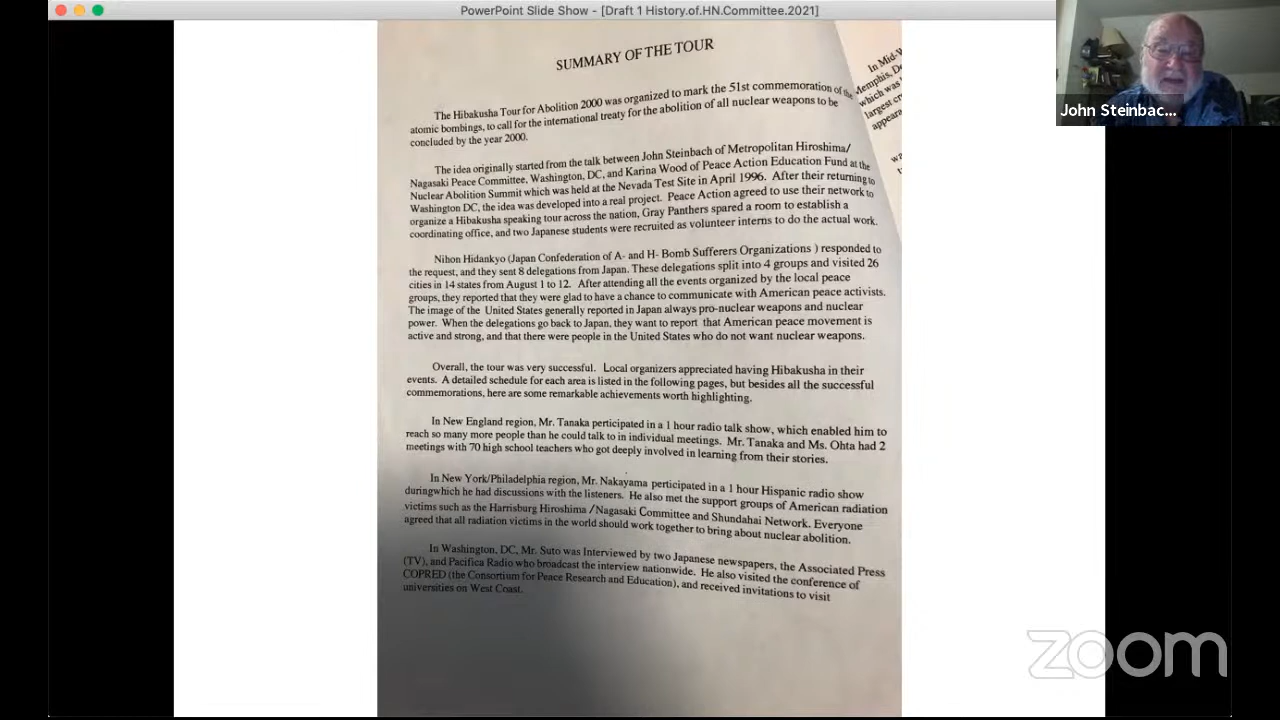 PowerPoint Slide Show - [Draft 1 History.of.HN.Committee.2021]
John Steinbac...
SUMMARY OF THE TOUR
The Hibakusha Tour for Abolition 2000 was organized to mark the 51st commemoration of the
atomic bombings, to call for the international treaty for the abolition of all nuclear weapons to be
concluded by the year 2000.
The idea originally started from the talk between John Steinbach of Metropolitan Hiroshima/
Nagasaki Peace Committee, Washington, DC, and Karina Wood of Peace Action Education Fund at the
Nuclear Abolition Summit which was held at the Nevada Test Site in April 1996. After their returning to
Washington DC, the idea was developed into a real project. Peace Action agreed to use their network to
organize a Hibakusha speaking tour across the nation, Gray Panthers spared a room to establish a
coordinating office, and two Japanese students were recruited as volunteer interns to do the actual work.
Nihon Hidankyo (Japan Confederation of A- and H- Bomb Sufferers Organizations ) responded to
the request, and they sent 8 delegations from Japan. These delegations split into 4 groups and visited 26
cities in 14 states from August 1 to 12. After attending all the events organized by the local peace
groups, they reported that they were glad to have a chance to communicate with American peace activists.
The image of the United States generally reported in Japan always pro-nuclear weapons and nuclear
power. When the delegations go back to Japan, they want to report that American peace movement is
active and strong, and that there were people in the United States who do not want nuclear weapons.
Overall, the tour was very successful. Local organizers appreciated having Hibakusha in their
events. A detailed schedule for each area is listed in the following pages, but besides all the successful
commemorations, here are some remarkable achievements worth highlighting.
In New England region, Mr. Tanaka perticipated in a 1 hour radio talk show, which enabled him to
reach so many more people than he could talk to in individual meetings. Mr. Tanaka and Ms. Ohta had 2
meetings with 70 high school teachers who got deeply involved in learning from their stories.
In New York/Philadelphia region, Mr. Nakayama perticipated in a 1 hour Hispanic radio show
duringwhich he had discussions with the listeners. He also met the support groups of American radiation
victims such as the Harrisburg Hiroshima /Nagasaki Committee and Shundahai Network. Everyone
agreed that all radiation victims in the world should work together to bring about nuclear abolition.
In Washington, DC, Mr. Suto was Interviewed by two Japanese newspapers, the Associated Press
(TV), and Pacifica Radio who broadcast the interview nationwide. He also visited the conference of
COPRED (the Consortium for Peace Research and Education), and received invitations to visit
universities on West Coast.
In Mid-W
Memphis, De
which was
largest cr
appeara
zoom